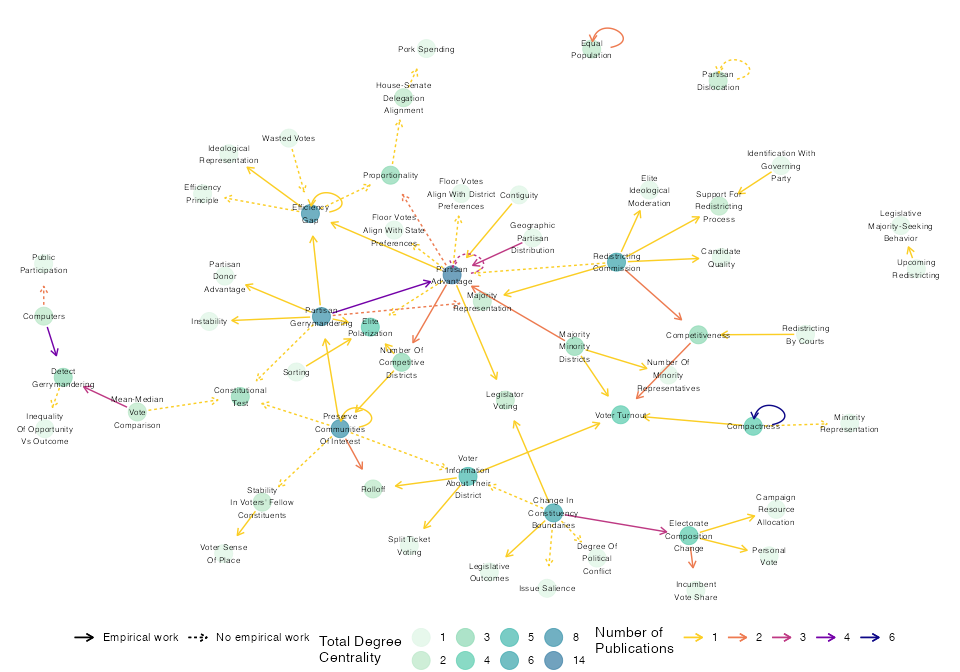 Equal
Population
Pork Spending
Partisan
Dislocation
House-Senate
Delegation
Alignment
Wasted Votes
Ideological
Representation
Identification With
Governing
Party
Proportionality
Efficiency
Principle
Efficiency
Gap
Floor Votes
Align With District
Preferences
Contiguity
Elite
Ideological
Moderation
Support For
Redistricting
Process
Floor Votes
Align With State
Preferences
Geographic
Partisan
Distribution
Legislative
Majority-Seeking
Behavior
Public
Participation
Partisan
Donor
Advantage
Partisan
Advantage
Redistricting
Commission
Candidate
Quality
Upcoming
Redistricting
Majority
Representation
Computers
Instability
Partisan
Gerrymandering
Elite
Polarization
Majority
Minority
Districts
Competitiveness
Redistricting
By Courts
Number Of
Competitive
Districts
Number Of
Minority
Representatives
Detect
Gerrymandering
Sorting
Constitutional
Test
Mean-Median
Vote
Comparison
Legislator
Voting
Inequality
Of Opportunity
Vs Outcome
Preserve
Communities
Of Interest
Voter Turnout
Compactness
Minority
Representation
Voter
Information
About Their
District
Rolloff
Stability
In Voters' Fellow
Constituents
Change In
Constituency
Boundaries
Campaign
Resource
Allocation
Electorate
Composition
Change
Voter Sense
Of Place
Split Ticket
Voting
Degree Of
Political
Conflict
Personal
Vote
Legislative
Outcomes
Issue Salience
Incumbent
Vote Share
Empirical work
No empirical work
Total Degree
Centrality
1 3 5 8
2 4 6 14
Number of
Publications
1 2 3 4 6